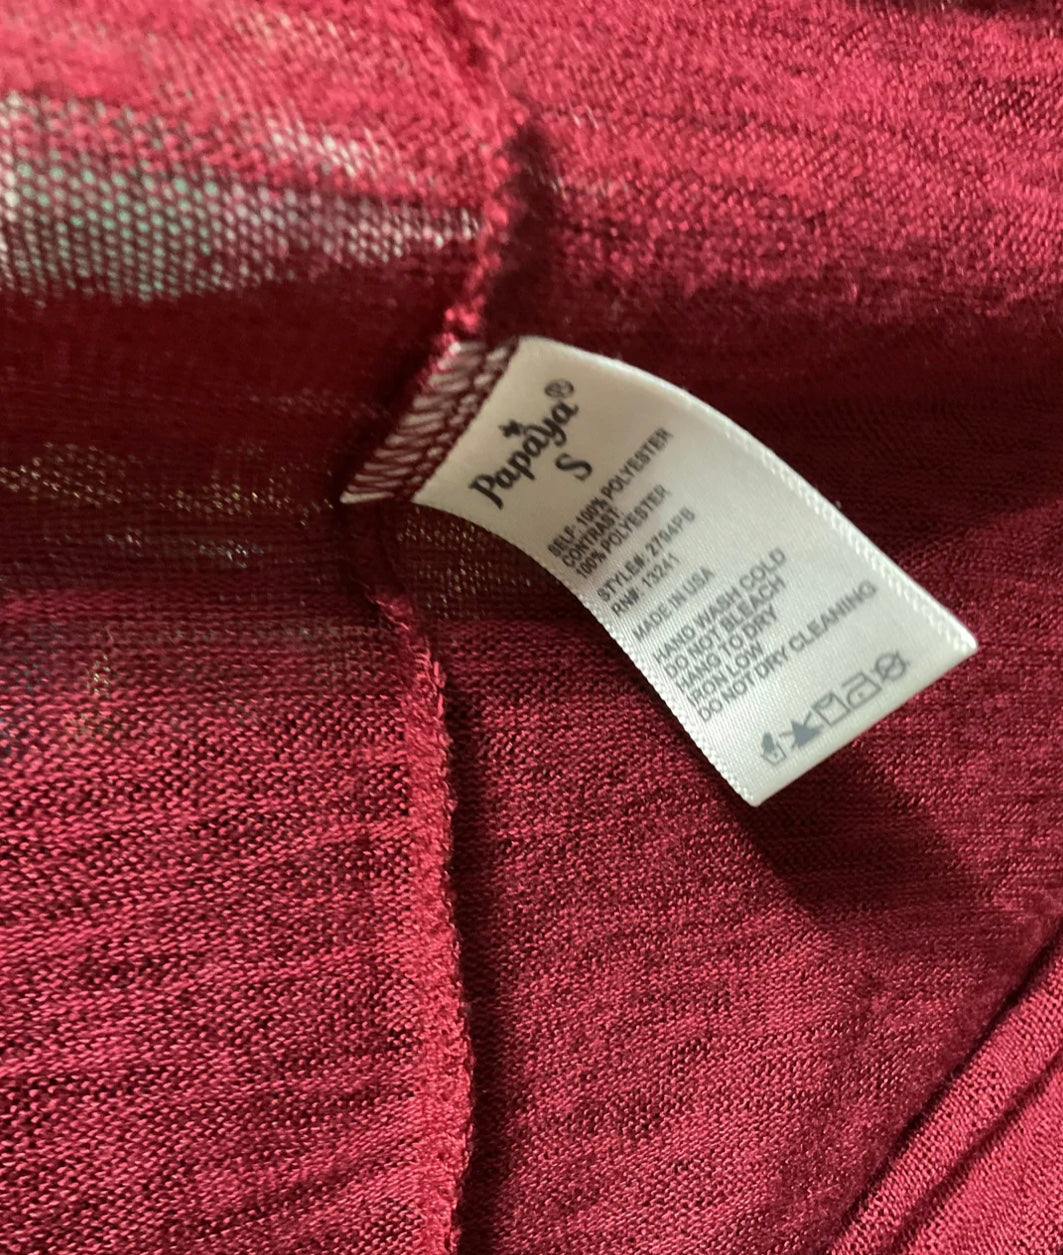 Papaya®
S
SELF: 100% POLYESTER
CONTRAST:
100% POLYESTER
STYLE#: 2794PB
RN#: 13241
MADE IN USA
HAND WASH COLD
DO NOT BLEACH
HANG TO DRY
IRON LOW
DO NOT DRY CLEANING